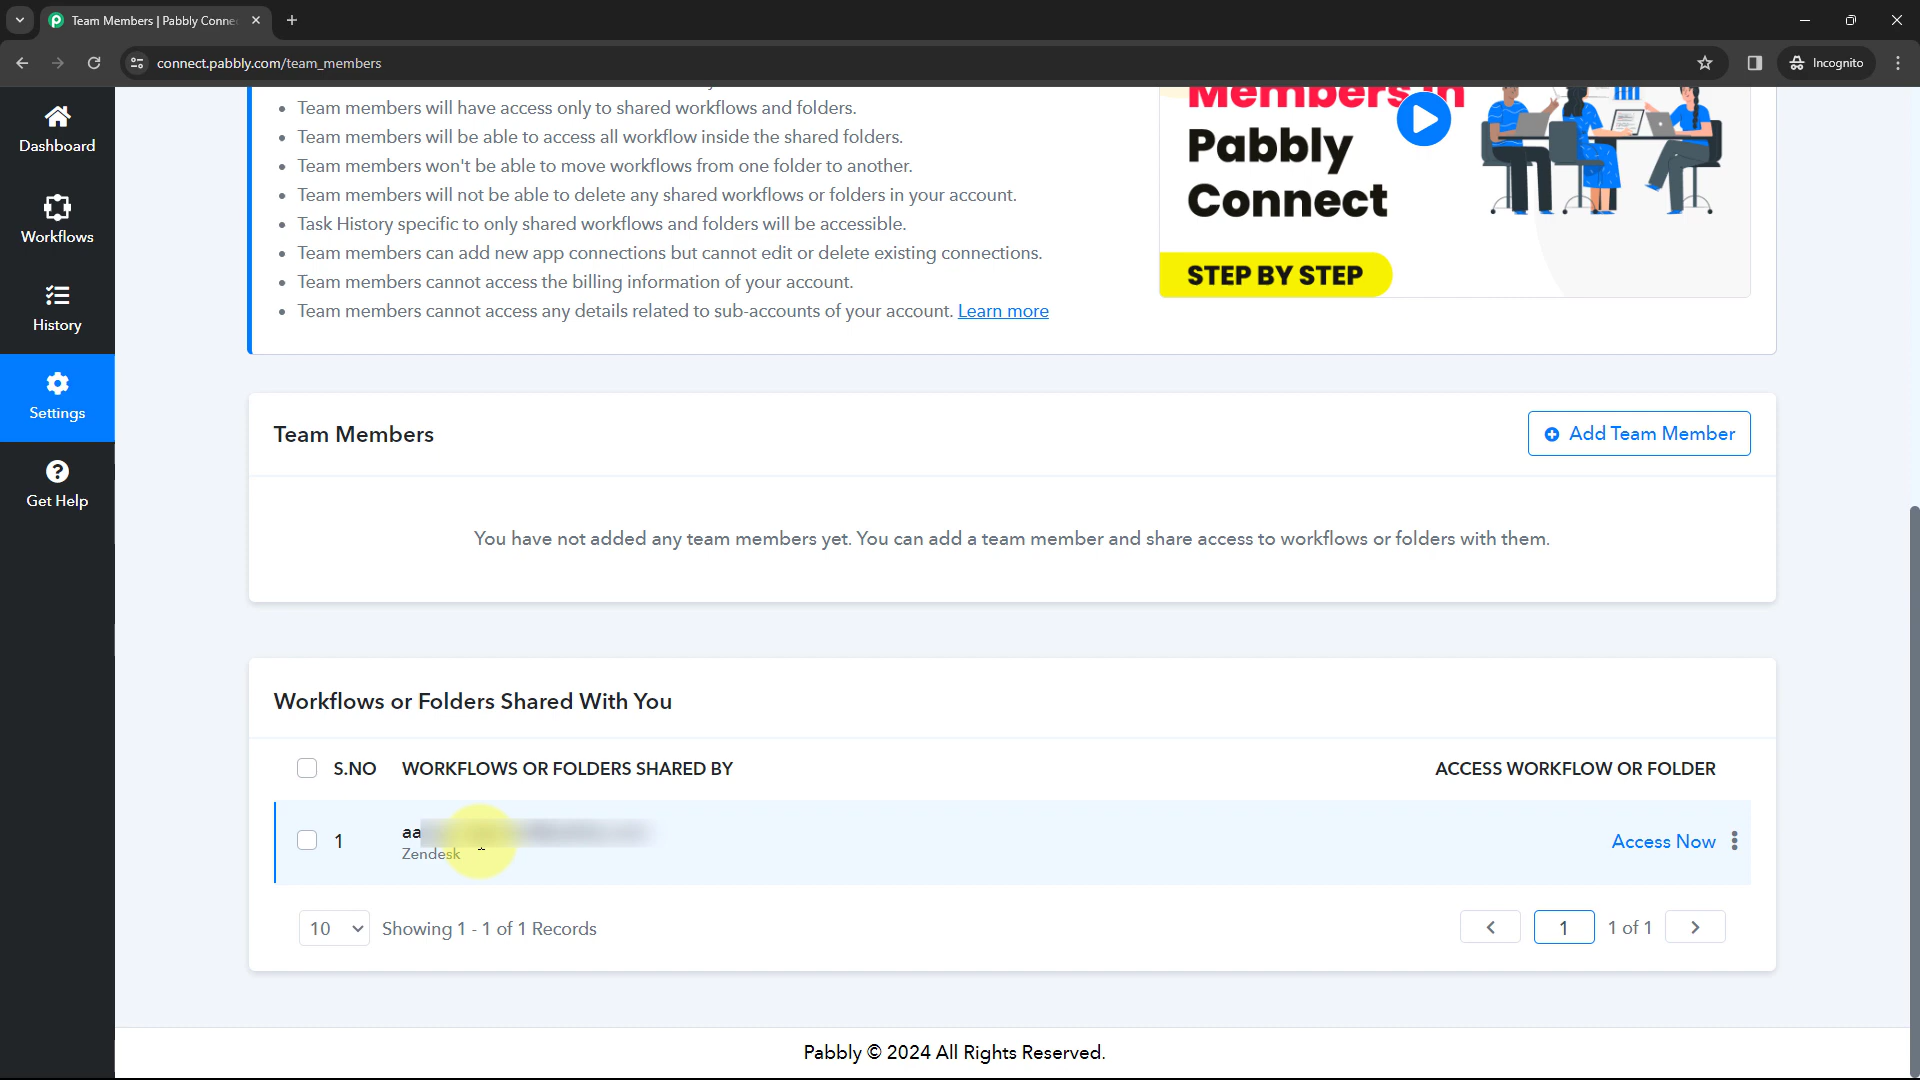 Team Members | Pabbly Conne
connect.pabbly.com/team_members
Incognito
Dashboard
Workflows
History
Settings
Get Help
Team members will have access only to shared workflows and folders.
Team members will be able to access all workflow inside the shared folders.
Team members won't be able to move workflows from one folder to another.
Team members will not be able to delete any shared workflows or folders in your account.
Task History specific to only shared workflows and folders will be accessible.
Team members can add new app connections but cannot edit or delete existing connections.
Team members cannot access the billing information of your account.
Team members cannot access any details related to sub-accounts of your account. Learn more
Members in
Pabbly
Connect
STEP BY STEP
Team Members
Add Team Member
You have not added any team members yet. You can add a team member and share access to workflows or folders with them.
Workflows or Folders Shared With You
S.NO WORKFLOWS OR FOLDERS SHARED BY ACCESS WORKFLOW OR FOLDER
1 aa Access Now
Zendesk
10 Showing 1 - 1 of 1 Records 1 1 of 1
Pabbly © 2024 All Rights Reserved.